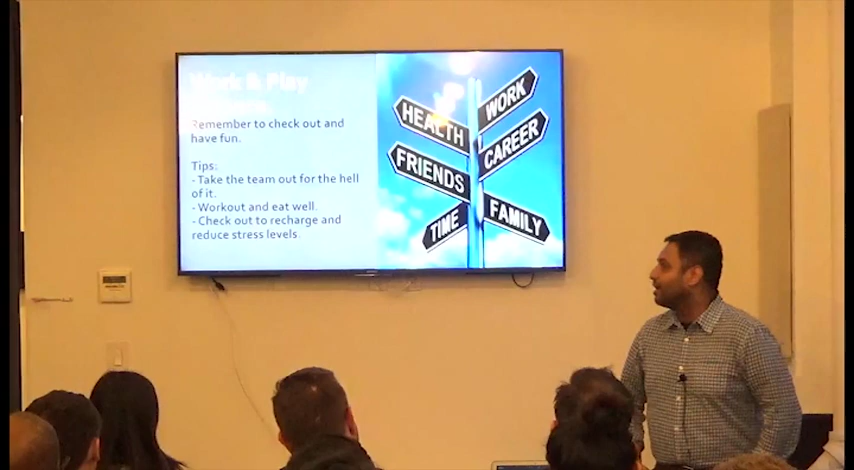 Work & Play
Remember to check out and
have fun.
Tips:
- Take the team out for the hell
of it.
- Workout and eat well.
- Check out to recharge and
reduce stress levels.
WORK
HEALTH
CAREER
FRIENDS
TIME
FAMILY